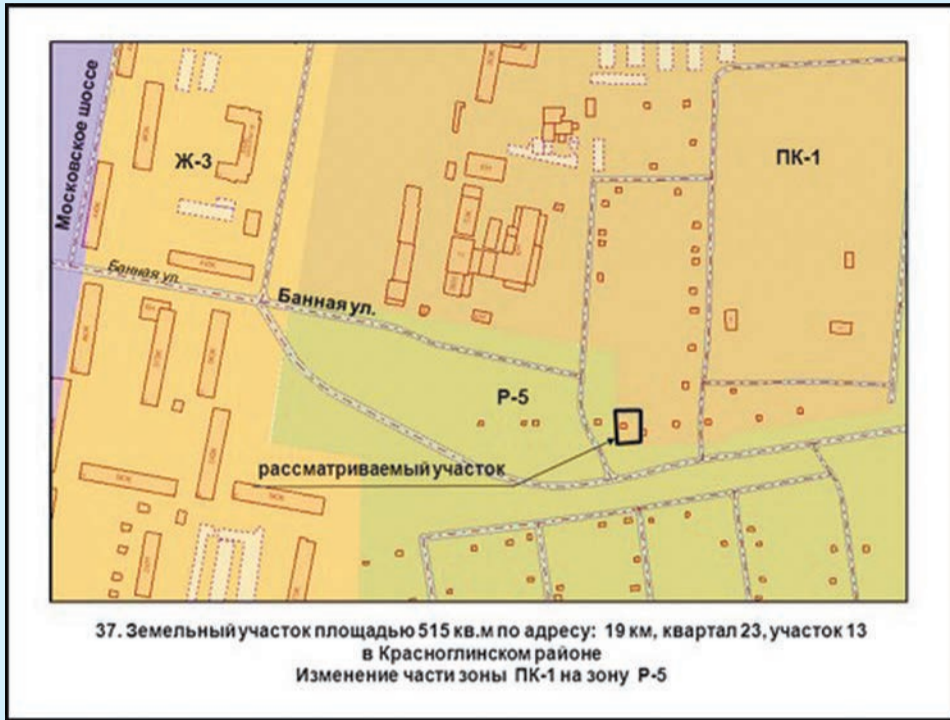 Московское шоссе
Ж-3
ПК-1
Банная ул.
Банная ул.
Р-5
рассматриваемый участок
37. Земельный участок площадью 515 кв.м по адресу: 19 км, квартал 23, участок 13
в Красноглинском районе
Изменение части зоны ПК-1 на зону Р-5